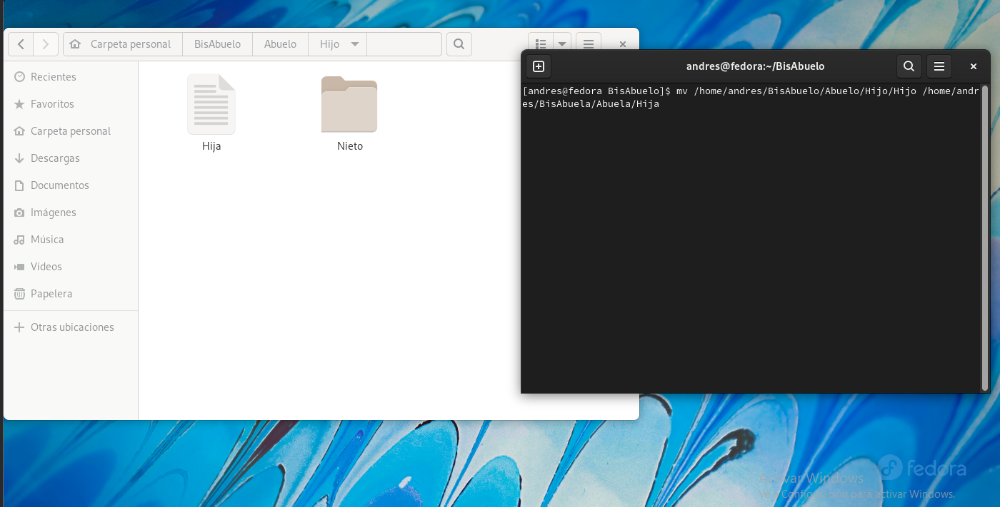 Carpeta personal BisAbuelo Abuelo Hijo
Recientes
Favoritos
Carpeta personal
Descargas
Documentos
Imágenes
Música
Vídeos
Papelera
Otras ubicaciones
Hija Nieto
andres@fedora:~/BisAbuelo
[andres@fedora BisAbuelo]$ mv /home/andres/BisAbuelo/Abuelo/Hijo/Hijo /home/andr
es/BisAbuela/Abuela/Hija
fedora
Activar Windows
Ve a Configuración para activar Windows.